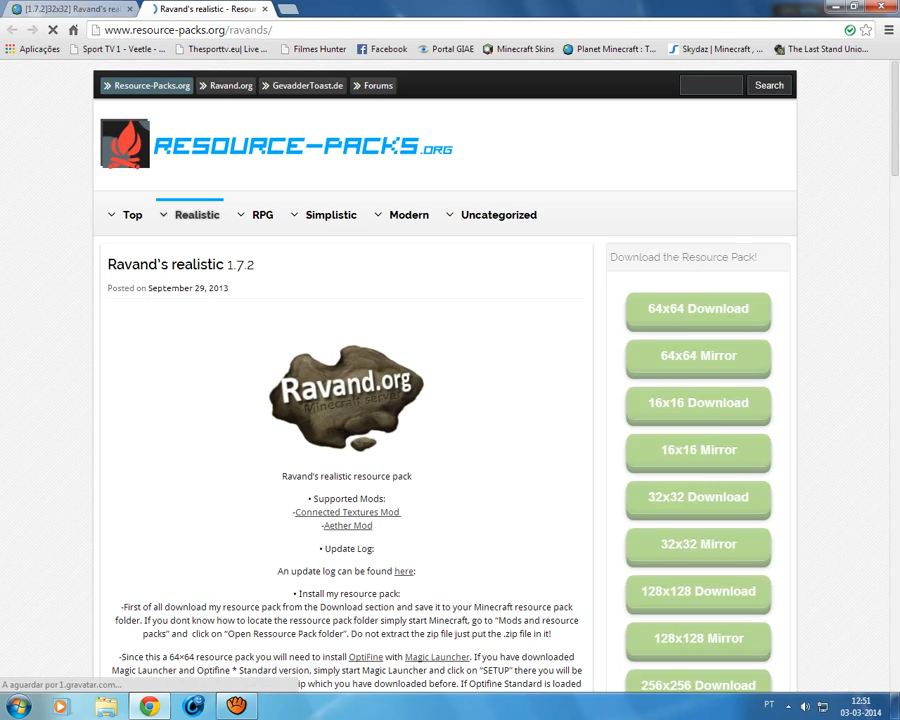 [1.7.2][32x32] Ravand's real
Ravand's realistic - Resour
www.resource-packs.org/ravands/
Aplicações
Sport TV 1 - Veetle - ...
Thesporttv.eu| Live ...
Filmes Hunter
Facebook
Portal GIAE
Minecraft Skins
Planet Minecraft : T...
Skydaz | Minecraft , ...
The Last Stand Unio...
Resource-Packs.org
Ravand.org
GevadderToast.de
Forums
Search
RESOURCE-PACKS.ORG
Top
Realistic
RPG
Simplistic
Modern
Uncategorized
Ravand's realistic 1.7.2
Posted on September 29, 2013
Ravand.org
Minecraft server
Ravand's realistic resource pack
• Supported Mods:
-Connected Textures Mod
-Aether Mod
• Update Log:
An update log can be found here:
• Install my resource pack:
-First of all download my resource pack from the Download section and save it to your Minecraft resource pack
folder. If you dont know how to locate the ressource pack folder simply start Minecraft, go to "Mods and resource
packs" and click on "Open Ressource Pack folder". Do not extract the zip file just put the .zip file in it!
-Since this a 64×64 resource pack you will need to install OptiFine with Magic Launcher. If you have downloaded
Magic Launcher and Optifine * Standard version, simply start Magic Launcher and click on "SETUP" there you will be
ip which you have downloaded before. If Optifine Standard is loaded
Download the Resource Pack!
64x64 Download
64x64 Mirror
16x16 Download
16x16 Mirror
32x32 Download
32x32 Mirror
128x128 Download
128x128 Mirror
256x256 Download
A aguardar por 1.gravatar.com...
PT
12:51
03-03-2014